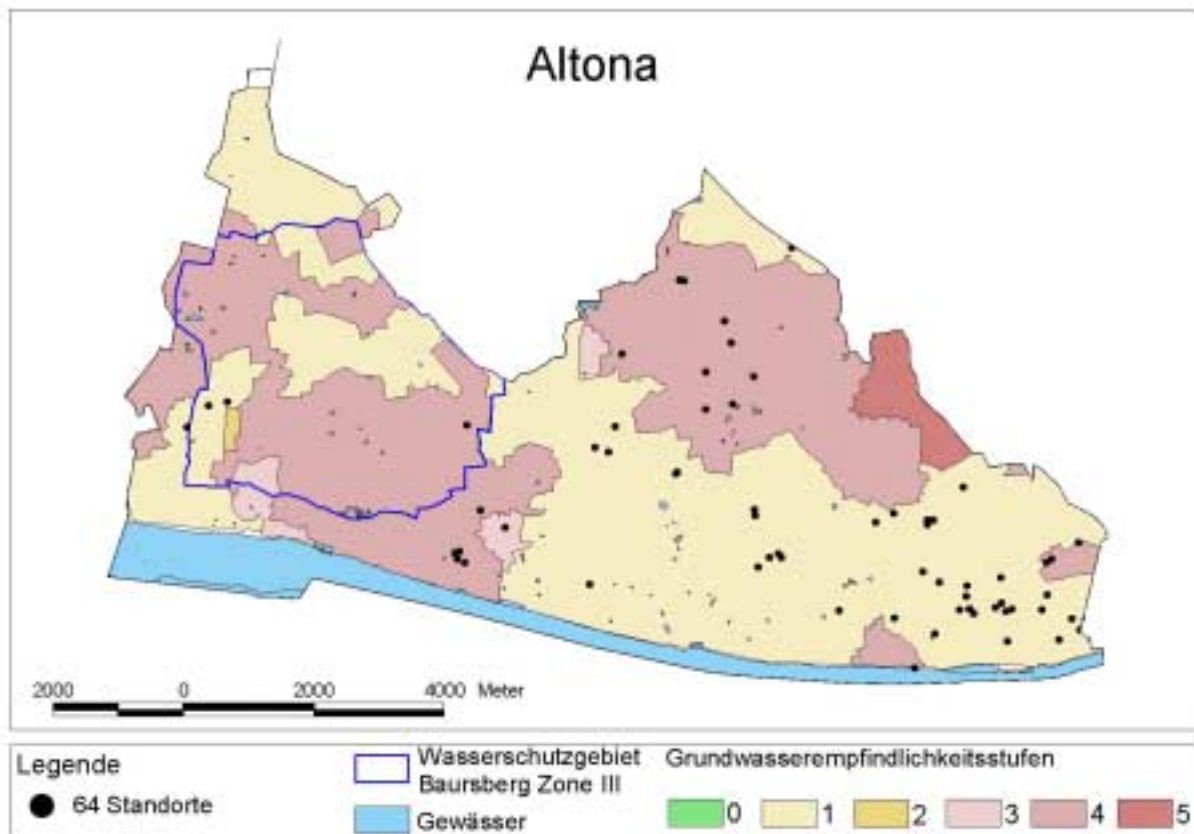 Altona
2000 0 2000 4000 Meter
Legende
64 Standorte
Wasserschutzgebiet
Baursberg Zone III
Gewässer
Grundwasserempfindlichkeitsstufen
0 1 2 3 4 5